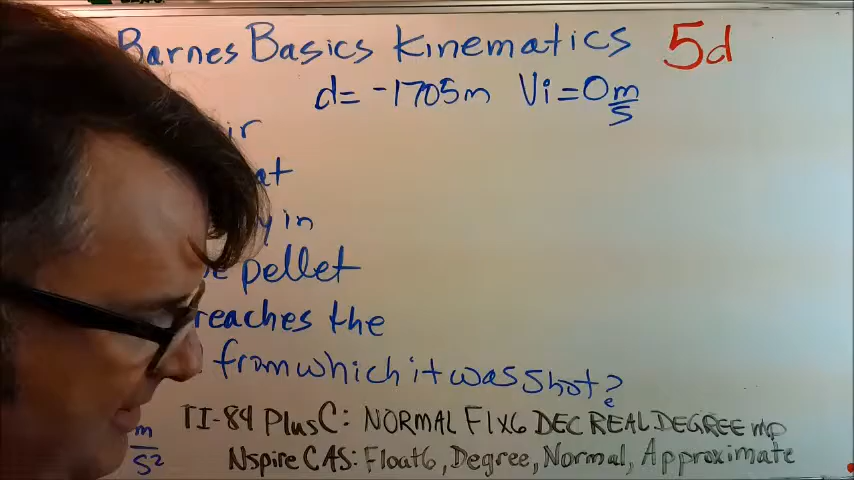 Barnes Basics Kinematics 5d
d= -1705m Vi=0 m/s
ir
at
y in
e pellet
reaches the
from which it was shot?
TI-84 Plus C: NORMAL FIX6 DEC REAL DEGREE mp
m/s2 Nspire CAS: Float6, Degree, Normal, Approximate